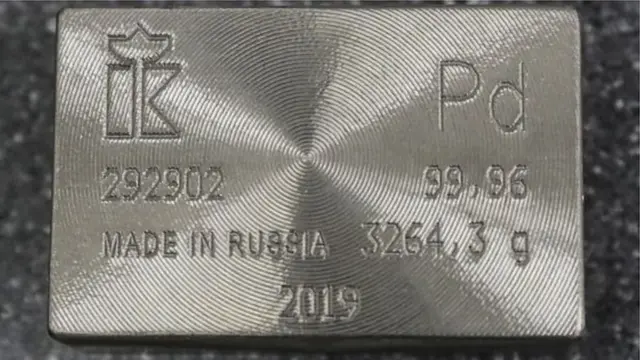 Pd
292902 99,96
MADE IN RUSSIA 3264,3 g
2019